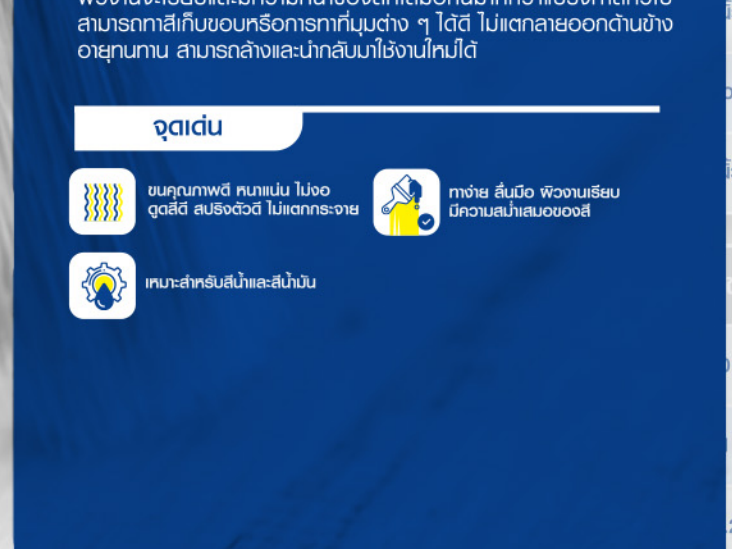 สามารถทาสีเก็บขอบหรือการทาที่มุมต่าง ๆ ได้ดี ไม่แตกลายออกด้านข้าง
อายุทนทาน สามารถล้างและนำกลับมาใช้งานใหม่ได้
จุดเด่น
ขนคุณภาพดี หนาแน่น ไม่งอ
ดูดสีดี สปริงตัวดี ไม่แตกกระจาย
ทาง่าย ลื่นมือ ผิวงานเรียบ
มีความสม่ำเสมอของสี
เหมาะสำหรับสีน้ำและสีน้ำมัน